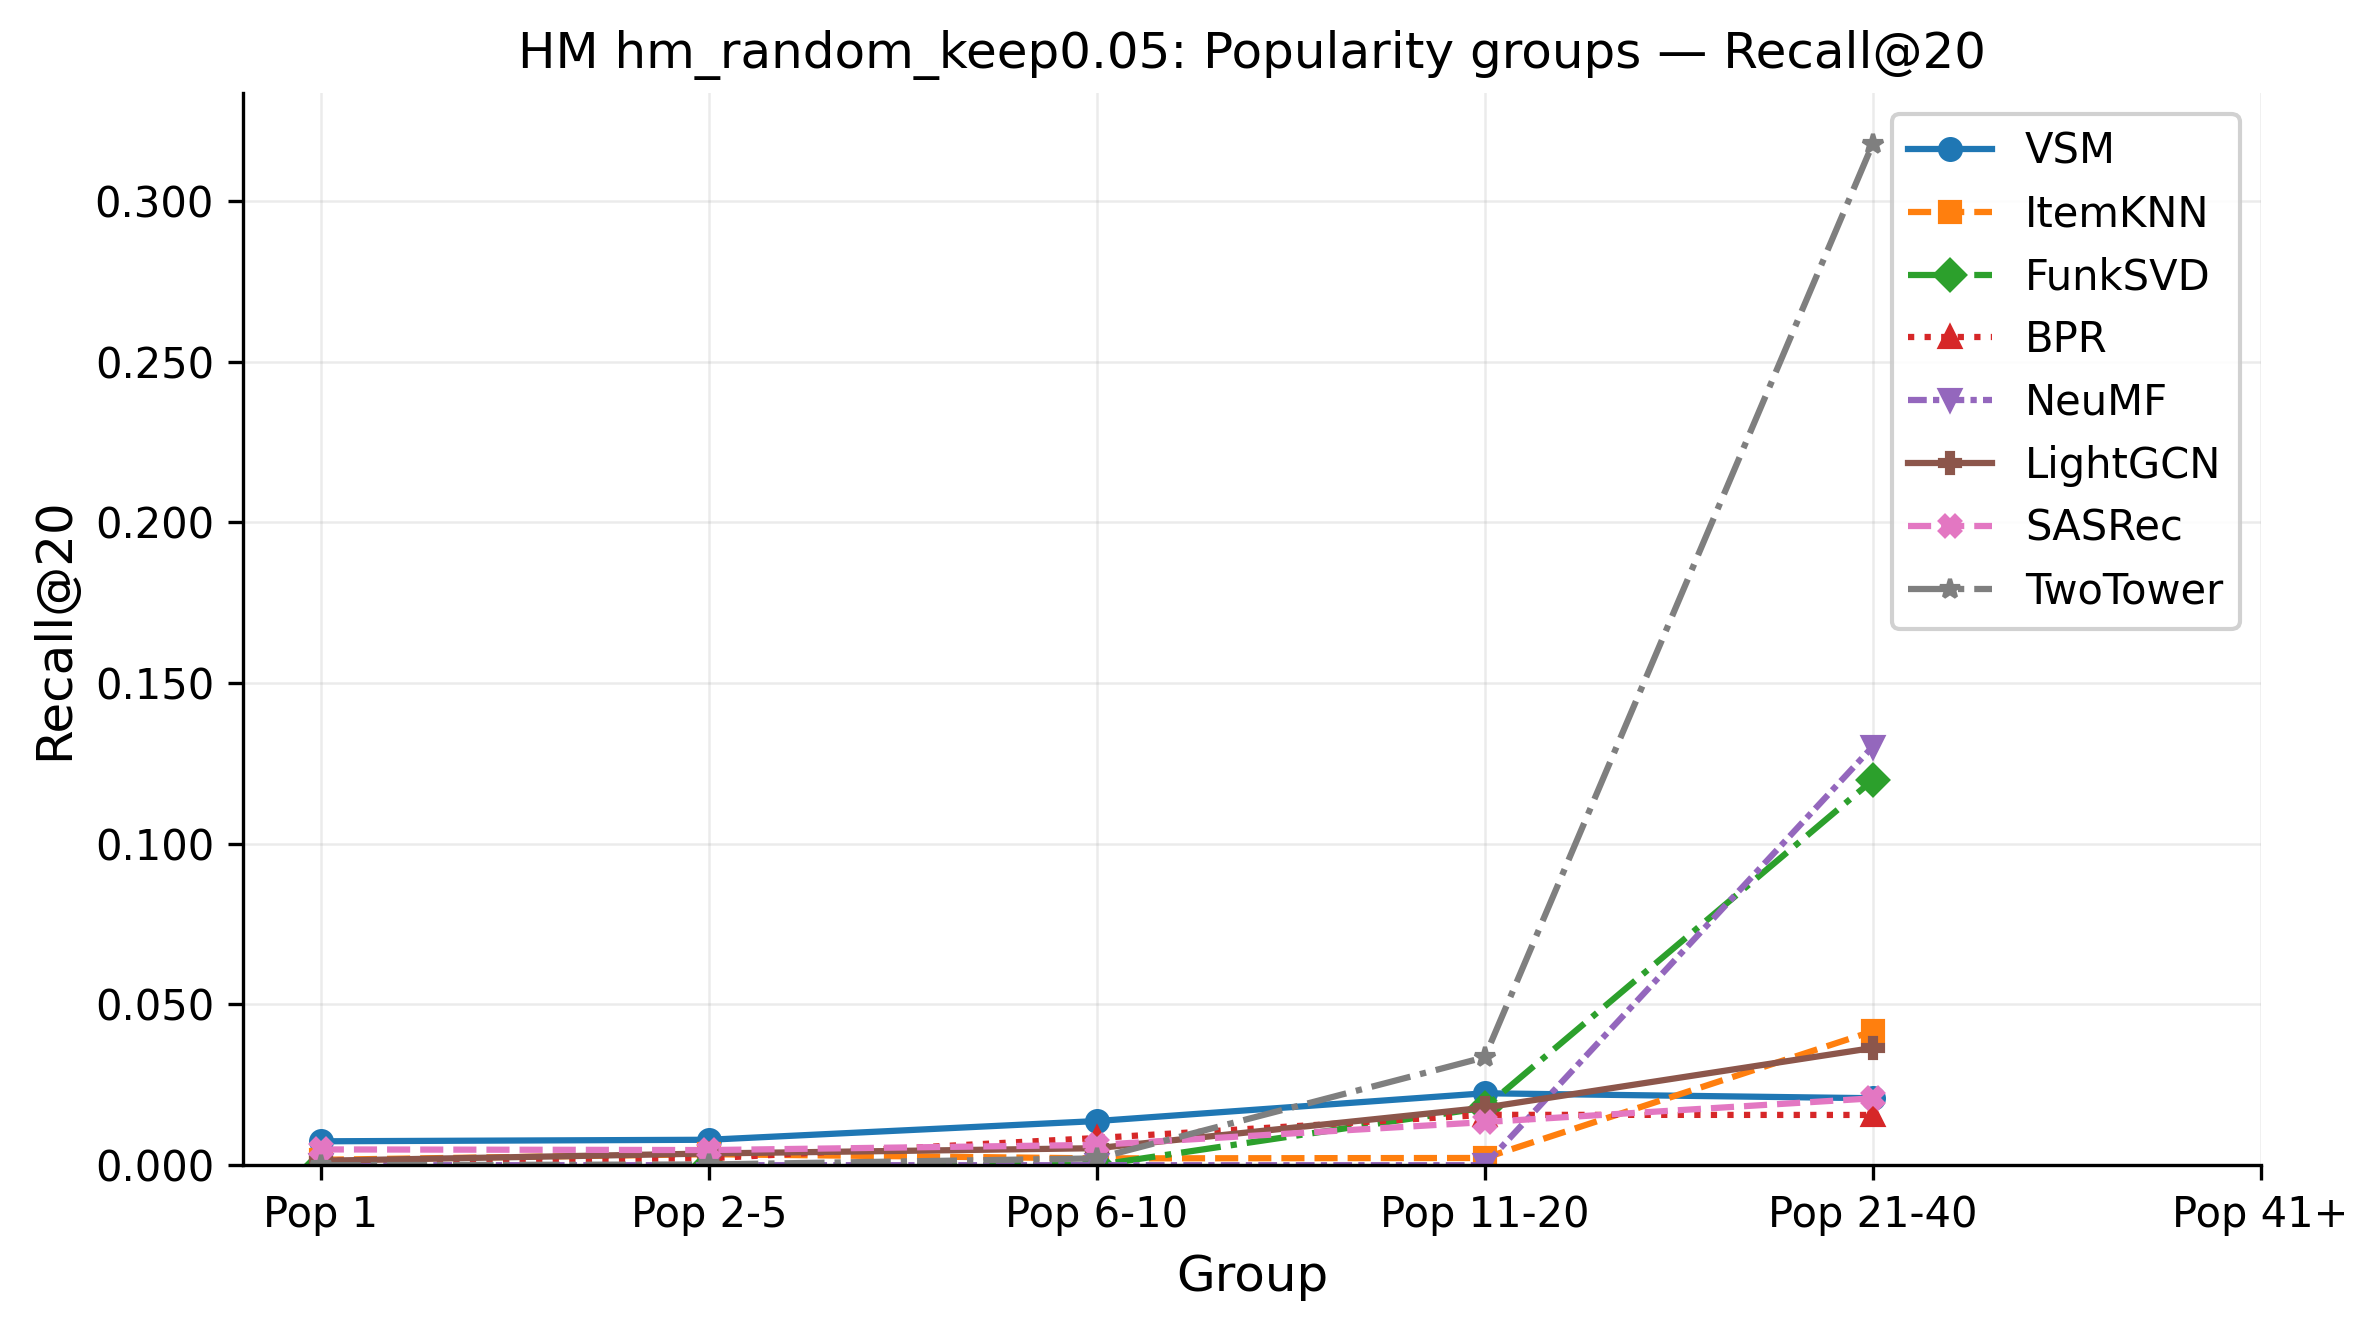 HM hm_random_keep0.05: Popularity groups — Recall@20
Recall@20
0.300
0.250
0.200
0.150
0.100
0.050
0.000
VSM
ItemKNN
FunkSVD
BPR
NeuMF
LightGCN
SASRec
TwoTower
Pop 1
Pop 2-5
Pop 6-10
Pop 11-20
Pop 21-40
Pop 41+
Group